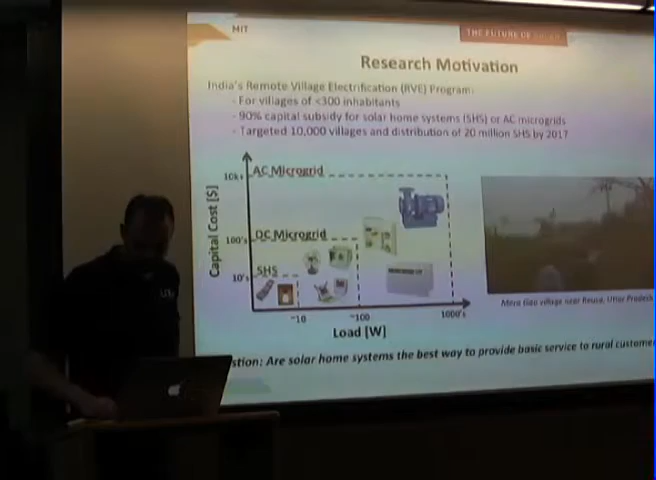 MIT
THE FUTURE OF SOLAR
Research Motivation
India's Remote Village Electrification (RVE) Program:
- For villages of <300 inhabitants
- 90% capital subsidy for solar home systems (SHS) or AC microgrids
- Targeted 10,000 villages and distribution of 20 million SHS by 2017
Capital Cost [$]
10k+
AC Microgrid
100's
DC Microgrid
10's
SHS
~10
~100
1000's
Load [W]
village near
Uttar Pradesh
stion: Are solar home systems the best way to provide basic service to rural custome